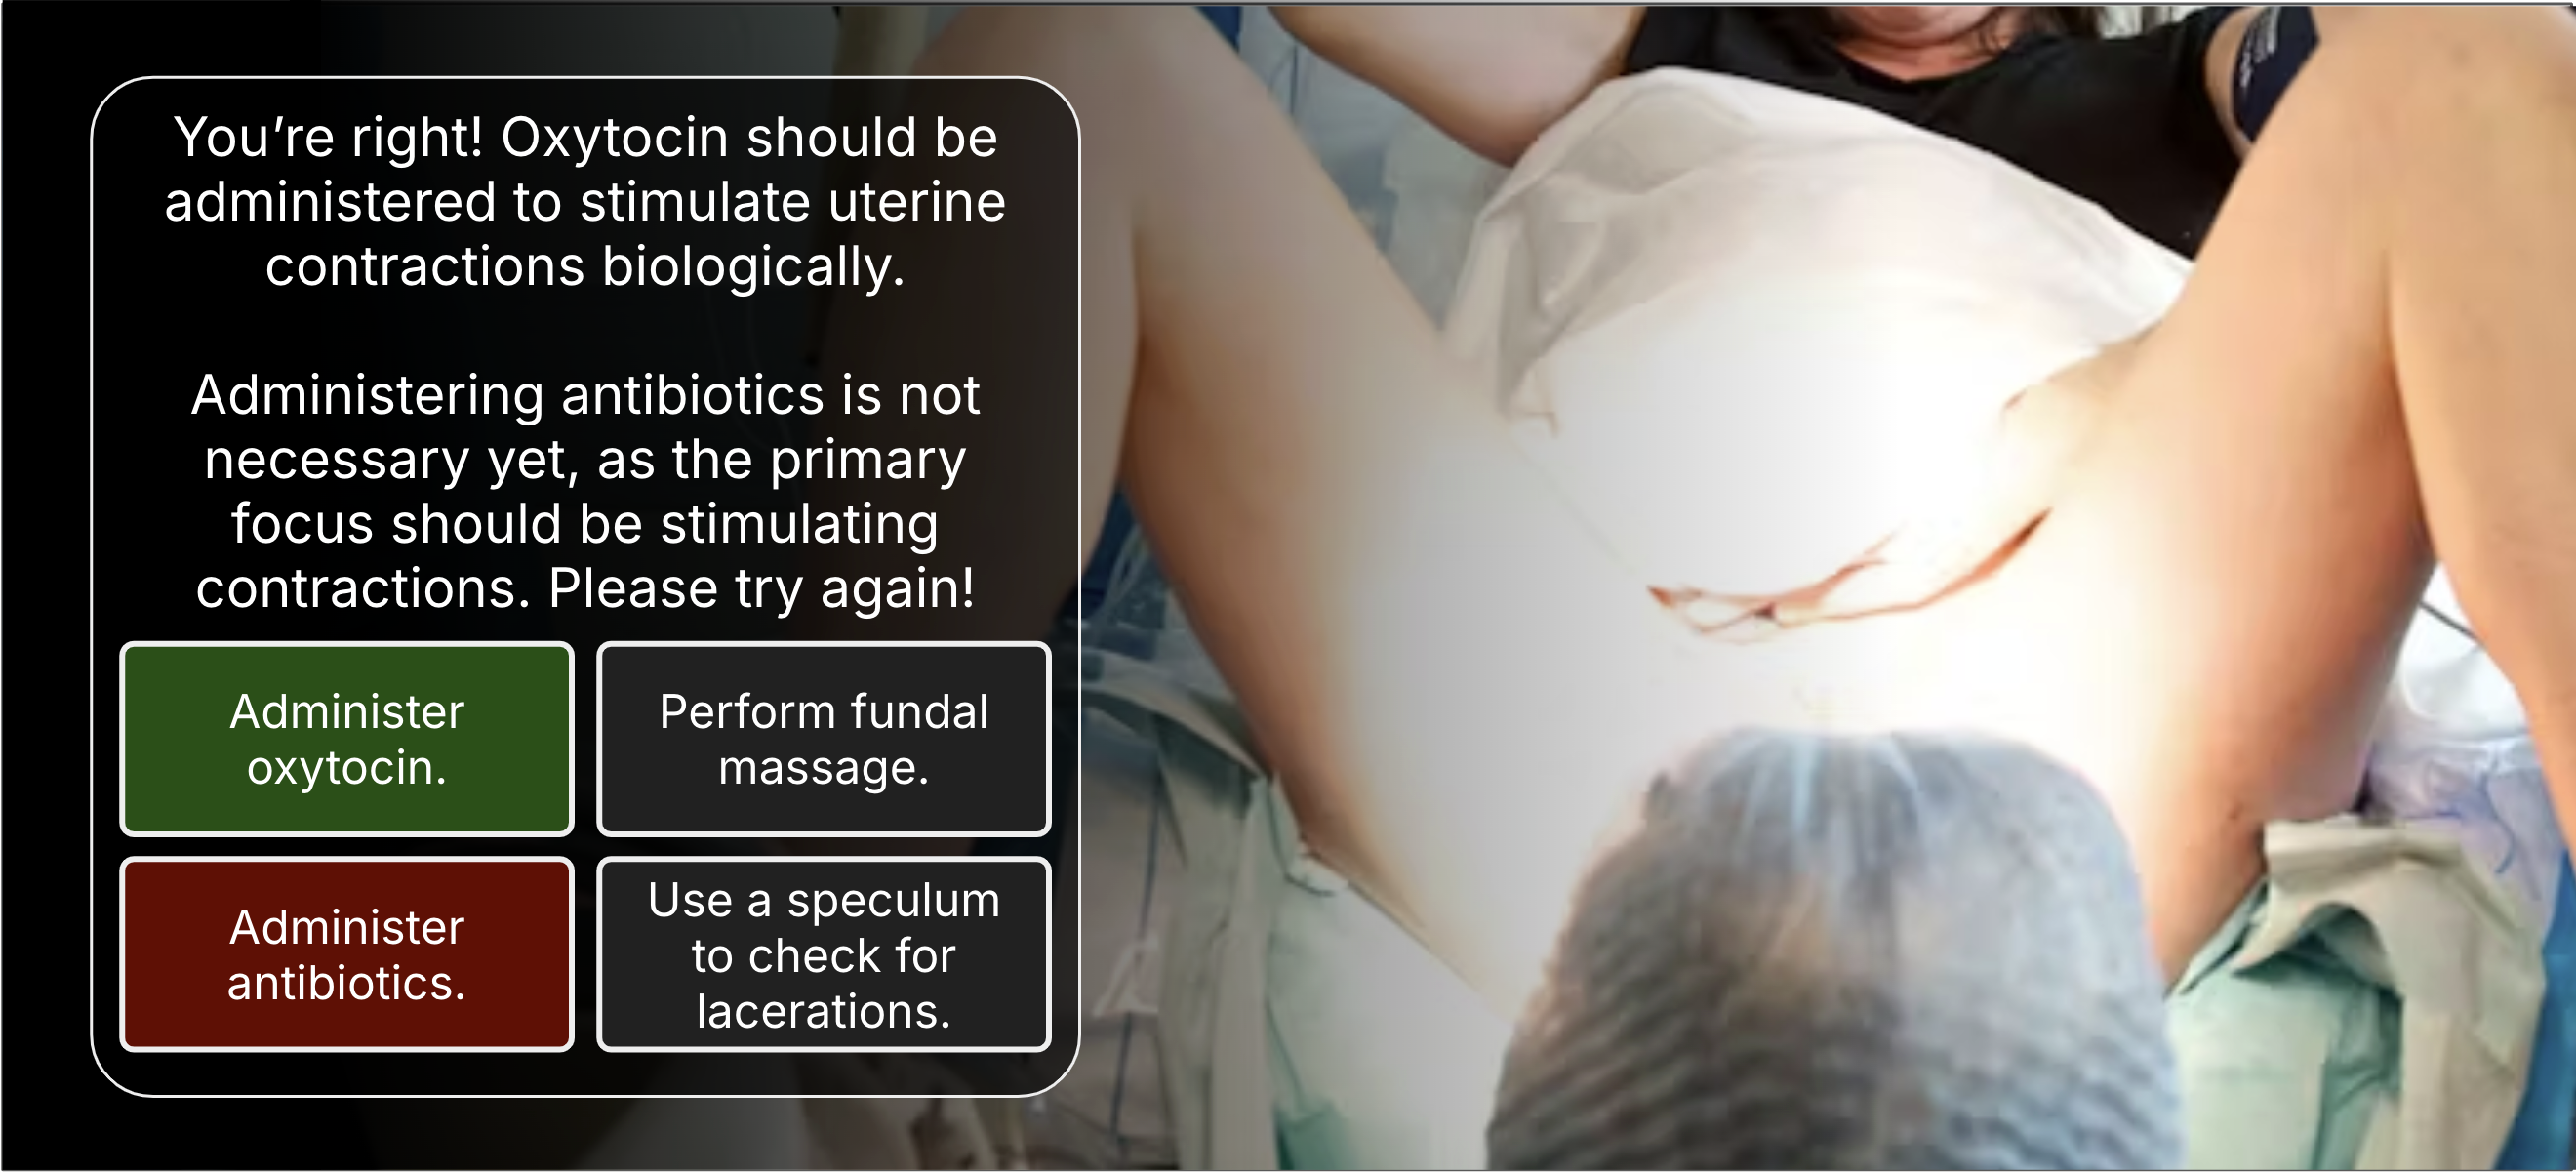 You’re right! Oxytocin should be
administered to stimulate uterine
contractions biologically.
Administering antibiotics is not
necessary yet, as the primary
focus should be stimulating
contractions. Please try again!
Administer
oxytocin.
Perform fundal
massage.
Administer
antibiotics.
Use a speculum
to check for
lacerations.